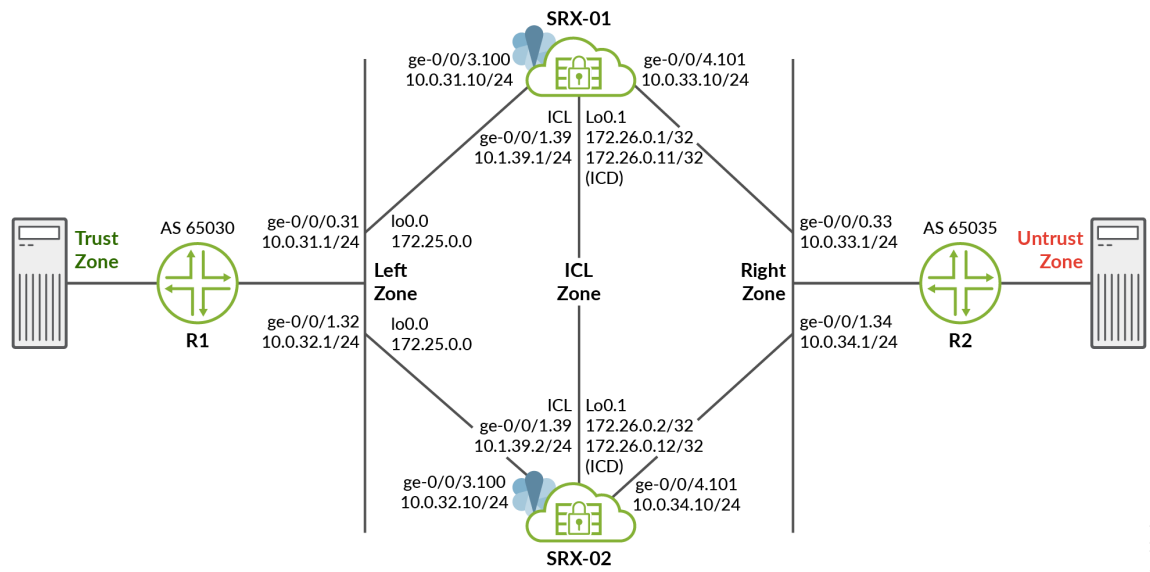 SRX-01
ge-0/0/3.100
10.0.31.10/24
ge-0/0/4.101
10.0.33.10/24
ICL
ge-0/0/1.39
10.1.39.1/24
Lo0.1
172.26.0.1/32
172.26.0.11/32
(ICD)
Trust
Zone
AS 65030
R1
ge-0/0/0.31
10.0.31.1/24
lo0.0
172.25.0.0
Left
Zone
ge-0/0/1.32
10.0.32.1/24
lo0.0
172.25.0.0
ICL
Zone
Right
Zone
ge-0/0/0.33
10.0.33.1/24
ge-0/0/1.34
10.0.34.1/24
AS 65035
R2
Untrust
Zone
ICL
ge-0/0/1.39
10.1.39.2/24
Lo0.1
172.26.0.2/32
172.26.0.12/32
(ICD)
ge-0/0/3.100
10.0.32.10/24
ge-0/0/4.101
10.0.34.10/24
SRX-02